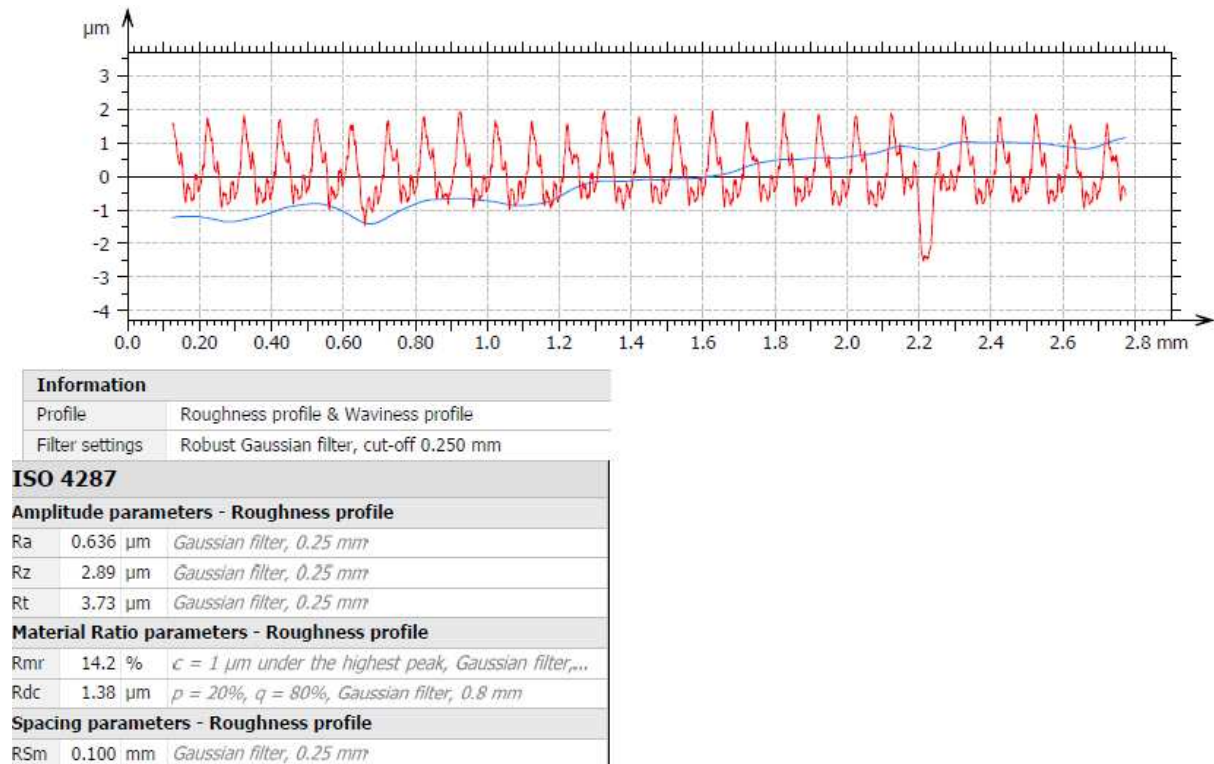 µm
3
2
1
0
-1
-2
-3
-4
0.0 0.20 0.40 0.60 0.80 1.0 1.2 1.4 1.6 1.8 2.0 2.2 2.4 2.6 2.8 mm
Information
Profile Roughness profile & Waviness profile
Filter settings Robust Gaussian filter, cut-off 0.250 mm
ISO 4287
Amplitude parameters - Roughness profile
Ra 0.636 µm Gaussian filter, 0.25 mm
Rz 2.89 µm Gaussian filter, 0.25 mm
Rt 3.73 µm Gaussian filter, 0.25 mm
Material Ratio parameters - Roughness profile
Rmr 14.2 % c = 1 µm under the highest peak, Gaussian filter,...
Rdc 1.38 µm p = 20%, q = 80%, Gaussian filter, 0.8 mm
Spacing parameters - Roughness profile
RSm 0.100 mm Gaussian filter, 0.25 mm